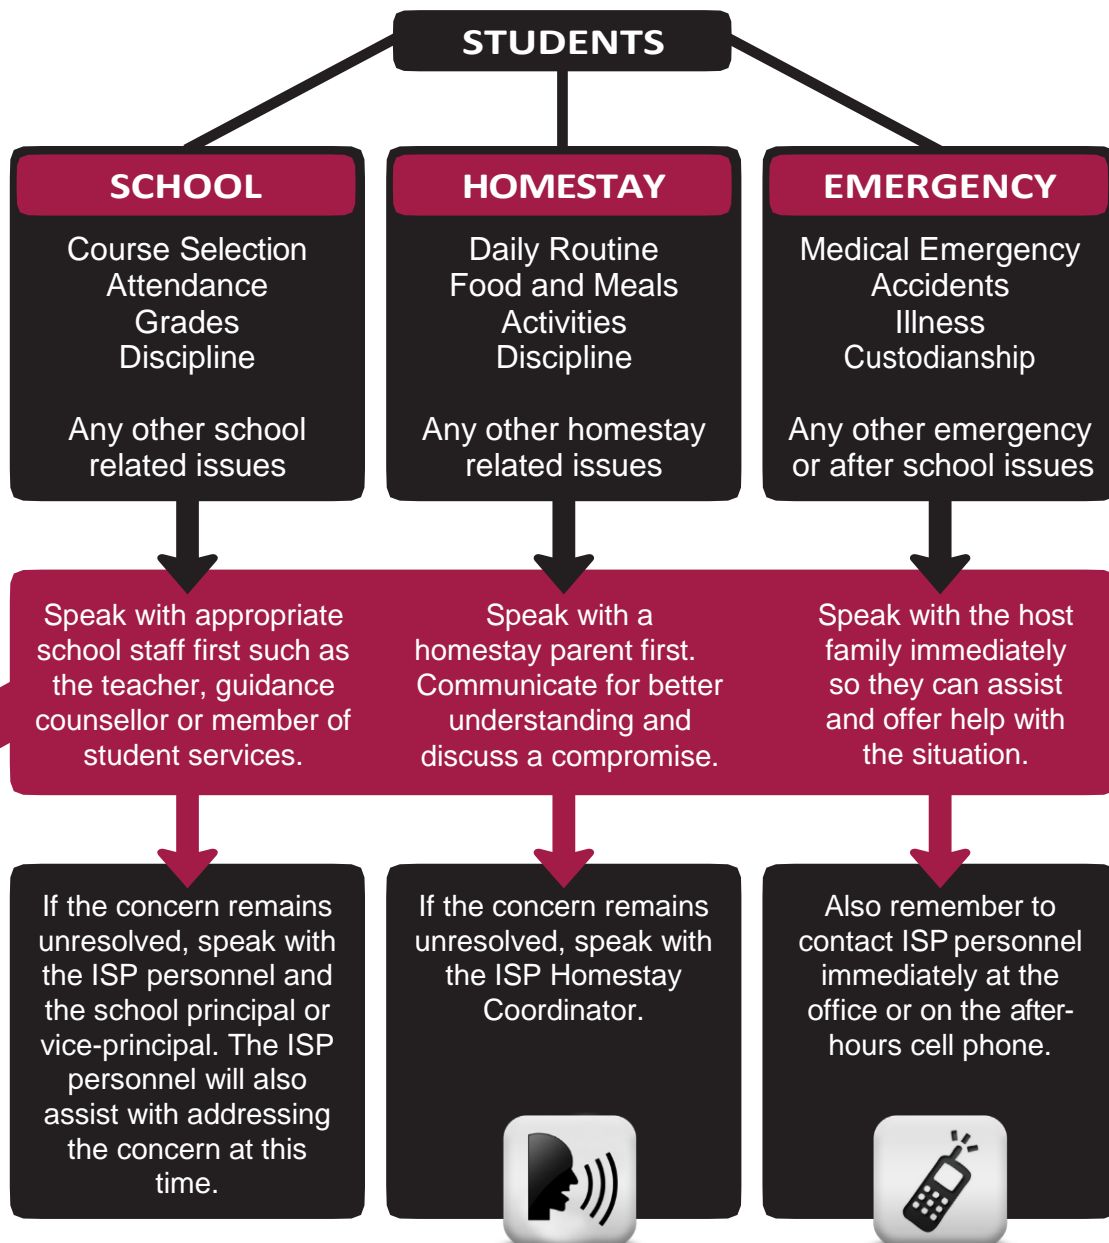 STUDENTS
SCHOOL
Course Selection
Attendance
Grades
Discipline
Any other school
related issues
HOMESTAY
Daily Routine
Food and Meals
Activities
Discipline
Any other homestay
related issues
EMERGENCY
Medical Emergency
Accidents
Illness
Custodianship
Any other emergency
or after school issues
Speak with appropriate
school staff first such as
the teacher, guidance
counsellor or member of
student services.
Speak with a
homestay parent first.
Communicate for better
understanding and
discuss a compromise.
Speak with the host
family immediately
so they can assist
and offer help with
the situation.
If the concern remains
unresolved, speak with
the ISP personnel and
the school principal or
vice-principal. The ISP
personnel will also
assist with addressing
the concern at this
time.
If the concern remains
unresolved, speak with
the ISP Homestay
Coordinator.
Also remember to
contact ISP personnel
immediately at the
office or on the after-
hours cell phone.